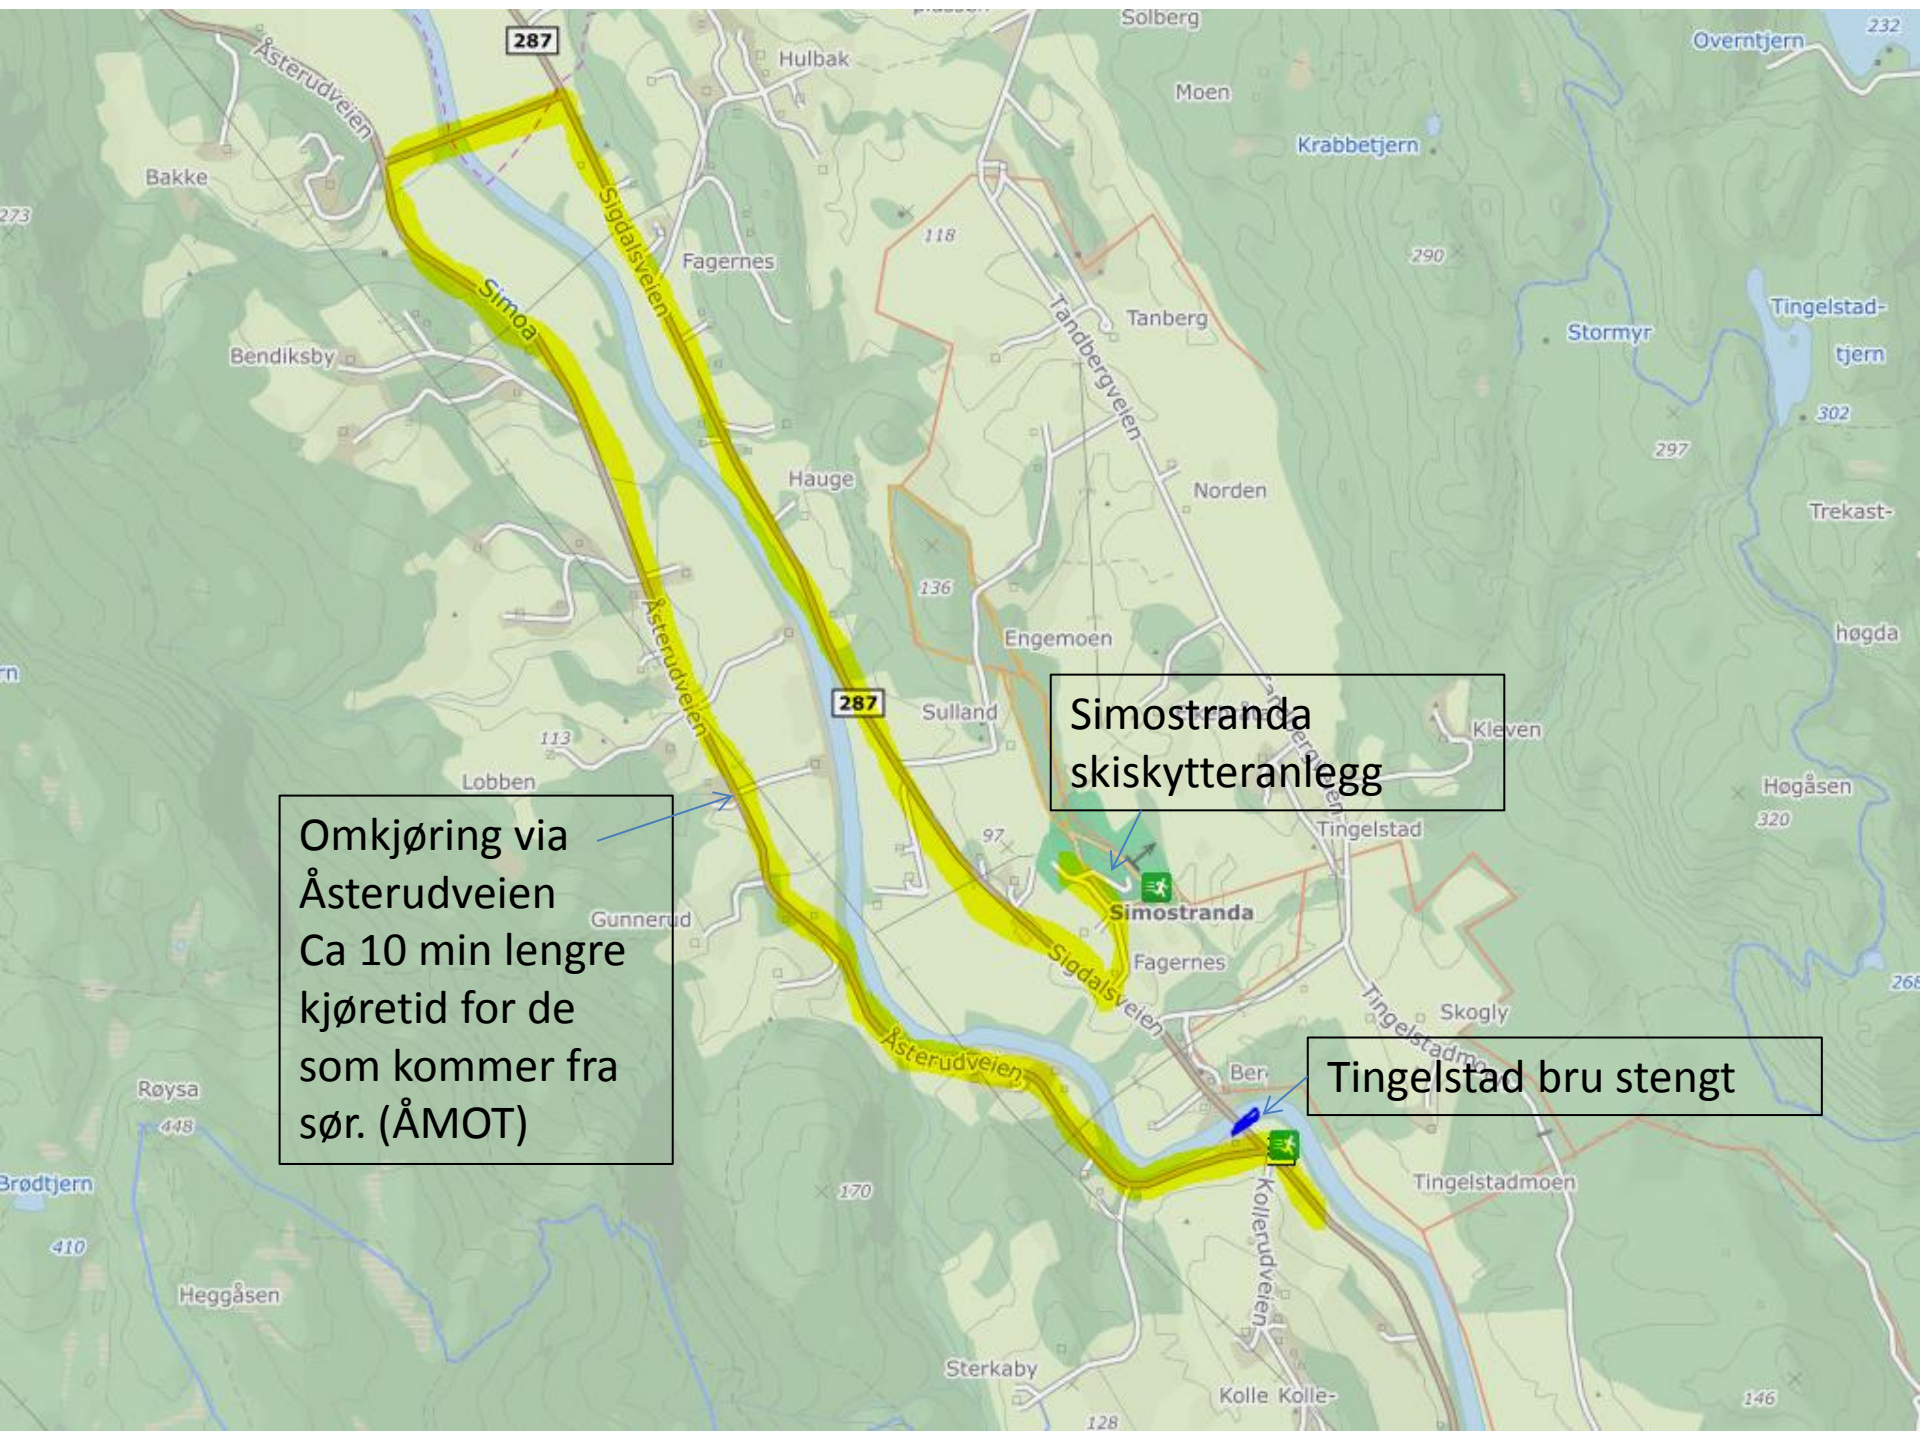 Solberg
287
232
Overntjern
Hulbak
Åsterudveien
Moen
Krabbetjern
Bakke
273
Sigdalsveien
118
290
Fagernes
Tingelstad-
tjern
Simoa
Tanberg
Stormyr
Bendiksby
Tandbergveien
302
297
Hauge
Norden
Trekast-
136
Engemoen
høgda
Åsterudveien
287
Sulland
Simostranda
skiskytteranlegg
Kleven
113
Lobben
Høgåsen
320
Omkjøring via
Åsterudveien
Ca 10 min lengre
kjøretid for de
som kommer fra
sør. (ÅMOT)
97
Tingelstad
Gunnerud
Simostranda
Sigdalsveien
Fagernes
268
Skogly
Åsterudveien
Ber
Tingelstad bru stengt
Røysa
448
Brødtjern
170
Tingelstadmoen
Kollerudveien
410
Heggåsen
Sterkaby
Kolle Kolle-
146
128